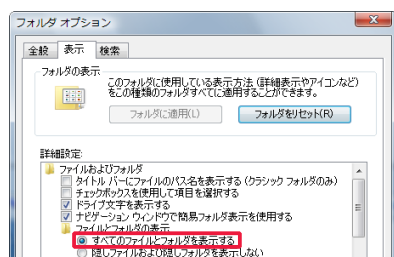 フォルダ オプション
全般 表示 検索
フォルダの表示
このフォルダに使用している表示方法（詳細表示やアイコンなど）
をこの種類のフォルダすべてに適用することができます。
フォルダに適用(L)
フォルダをリセット(R)
詳細設定:
ファイルおよびフォルダ
タイトル バーにファイルのパス名を表示する (クラシック フォルダのみ)
チェックボックスを使用して項目を選択する
ドライブ文字を表示する
ナビゲーション ウィンドウで簡易フォルダ表示を使用する
ファイルとフォルダの表示
すべてのファイルとフォルダを表示する
隠しファイルおよび隠しフォルダを表示しない